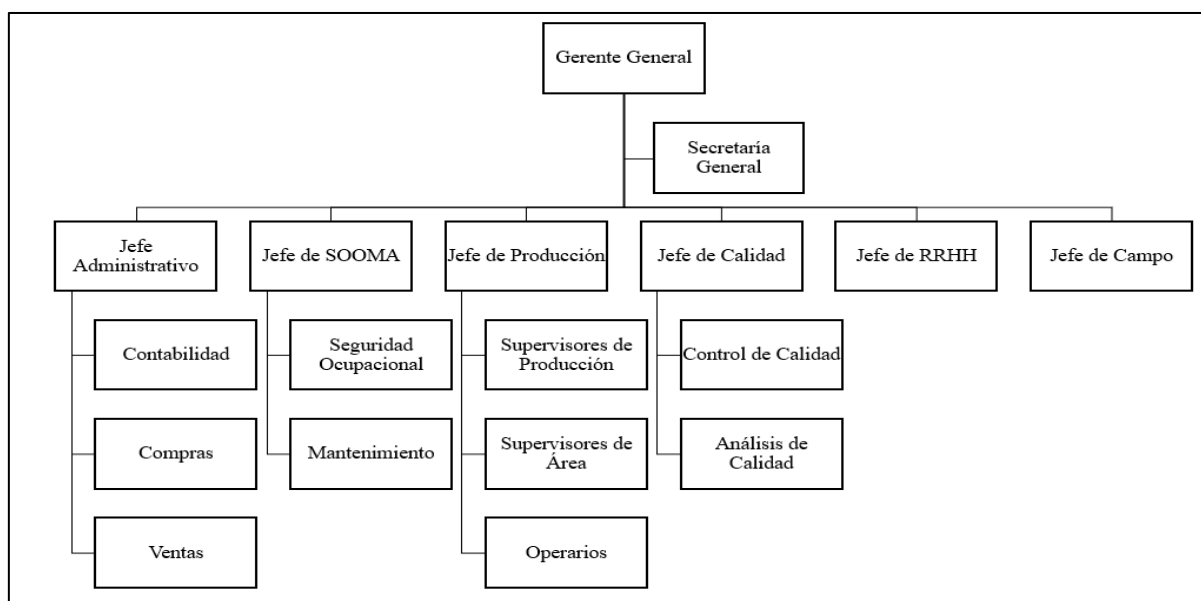 Gerente General
Secretaría
General
Jefe
Administrativo
Jefe de SOOMA
Jefe de Producción
Jefe de Calidad
Jefe de RRHH
Jefe de Campo
Contabilidad
Seguridad
Ocupacional
Supervisores de
Producción
Control de Calidad
Compras
Mantenimiento
Supervisores de
Área
Análisis de
Calidad
Ventas
Operarios